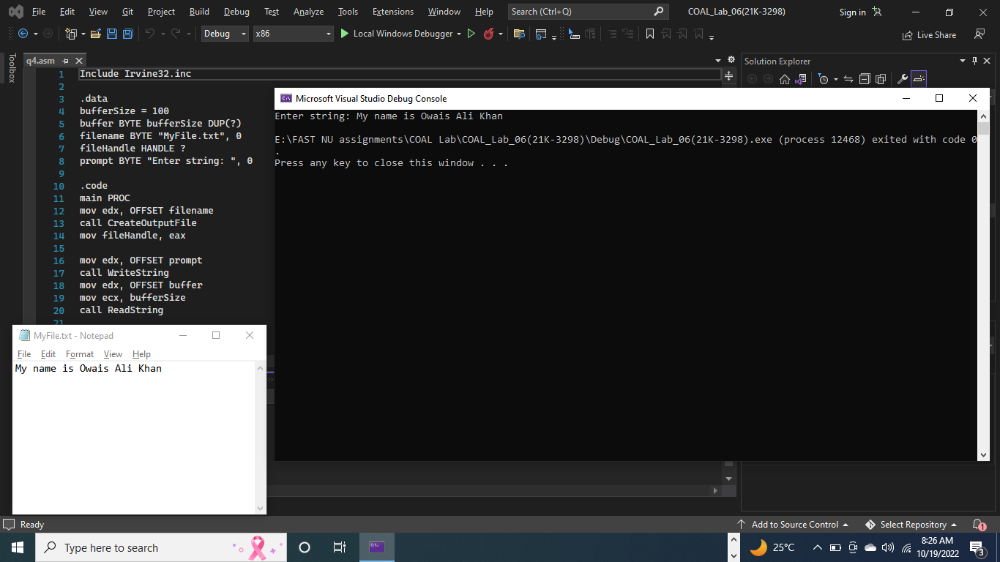 File Edit View Git Project Build Debug Test Analyze Tools Extensions Window Help Search (Ctrl+Q) COAL_Lab_06(21K-3298) Sign in
Debug x86 Local Windows Debugger Live Share
Toolbox
q4.asm
Solution Explorer
1 Include Irvine32.inc
2
3 .data
4 bufferSize = 100
5 buffer BYTE bufferSize DUP(?)
6 filename BYTE "MyFile.txt", 0
7 fileHandle HANDLE ?
8 prompt BYTE "Enter string: ", 0
9
10 .code
11 main PROC
12 mov edx, OFFSET filename
13 call CreateOutputFile
14 mov fileHandle, eax
15
16 mov edx, OFFSET prompt
17 call WriteString
18 mov edx, OFFSET buffer
19 mov ecx, bufferSize
20 call ReadString
21
Microsoft Visual Studio Debug Console
Enter string: My name is Owais Ali Khan
E:\FAST NU assignments\COAL Lab\COAL_Lab_06(21K-3298)\Debug\COAL_Lab_06(21K-3298).exe (process 12468) exited with code 0
.
Press any key to close this window . . .
MyFile.txt - Notepad
File Edit Format View Help
My name is Owais Ali Khan
Ready Add to Source Control Select Repository 1
Type here to search 25°C 8:26 AM
10/19/2022 3